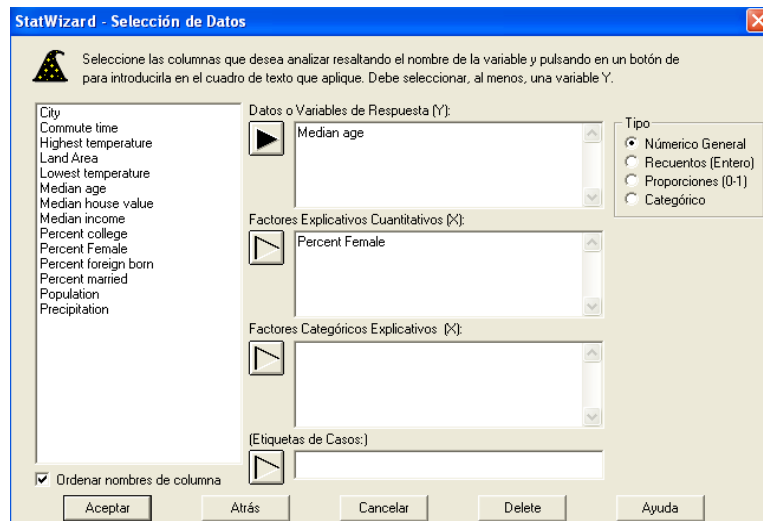 StatWizard - Selección de Datos
Seleccione las columnas que desea analizar resaltando el nombre de la variable y pulsando en un botón de
para introducirla en el cuadro de texto que aplique. Debe seleccionar, al menos, una variable Y.
City
Commute time
Highest temperature
Land Area
Lowest temperature
Median age
Median house value
Median income
Percent college
Percent Female
Percent foreign born
Percent married
Population
Precipitation
Ordenar nombres de columna
Datos o Variables de Respuesta (Y):
Median age
Factores Explicativos Cuantitativos (X):
Percent Female
Factores Categóricos Explicativos (X):
(Etiquetas de Casos:)
Tipo
Númerico General
Recuentos (Entero)
Proporciones (0-1)
Categórico
Aceptar
Atrás
Cancelar
Delete
Ayuda